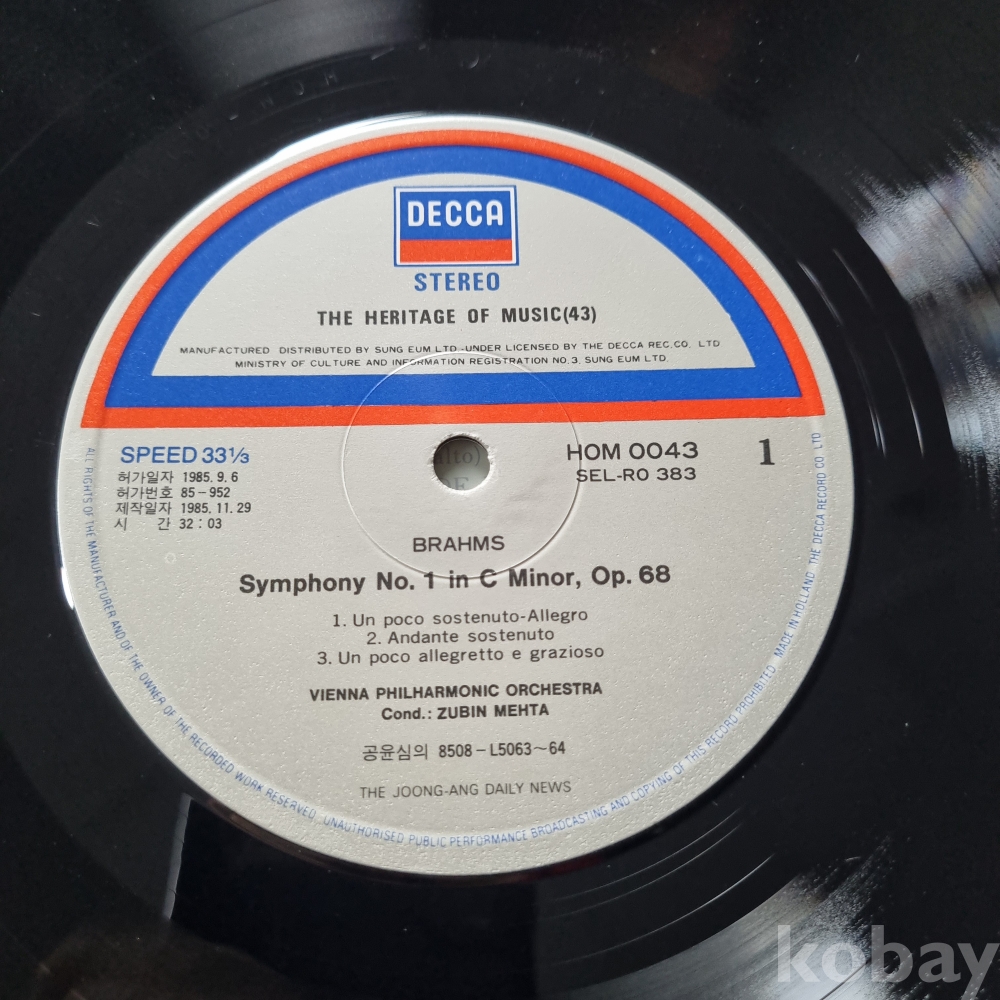 DECCA
STEREO
THE HERITAGE OF MUSIC(43)
MANUFACTURED DISTRIBUTED BY SUNG EUM LTD.-UNDER LICENSED BY THE DECCA REC.CO. LTD
MINISTRY OF CULTURE AND INFORMATION REGISTRATION NO.3. SUNG EUM LTD.
SPEED 33⅓
허가일자 1985. 9. 6
허가번호 85-952
제작일자 1985. 11. 29
시 간 32 : 03
HOM 0043
SEL-RO 383
1
alto)
BRAHMS
Symphony No. 1 in C Minor, Op. 68
1. Un poco sostenuto-Allegro
2. Andante sostenuto
3. Un poco allegretto e grazioso
VIENNA PHILHARMONIC ORCHESTRA
Cond.: ZUBIN MEHTA
공윤심의 8508-L5063~64
THE JOONG-ANG DAILY NEWS
ALL RIGHTS OF THE MANUFACTURER AND OF THE OWNER OF THE RECORDED WORK RESERVED. UNAUTHORISED PUBLIC PERFORMANCE BROADCASTING AND COPYING OF THIS RECORD PROHIBITED. MADE IN HOLLAND. THE DECCA RECORD CO. LTD
kobay